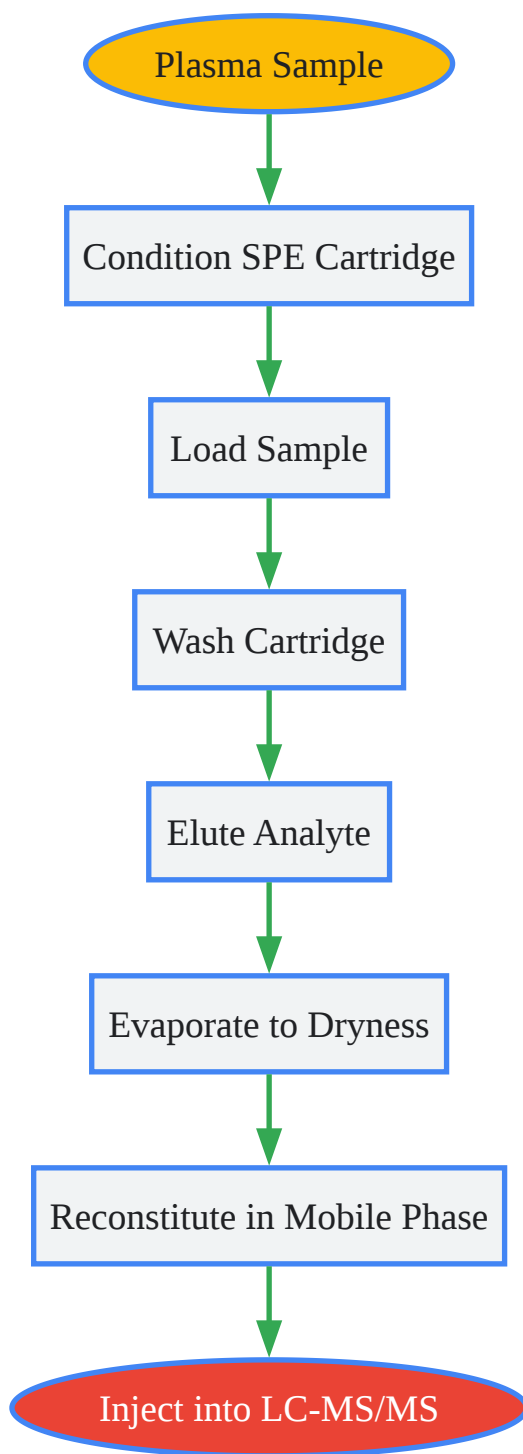 Plasma Sample
Condition SPE Cartridge
Load Sample
Wash Cartridge
Elute Analyte
Evaporate to Dryness
Reconstitute in Mobile Phase
Inject into LC-MS/MS